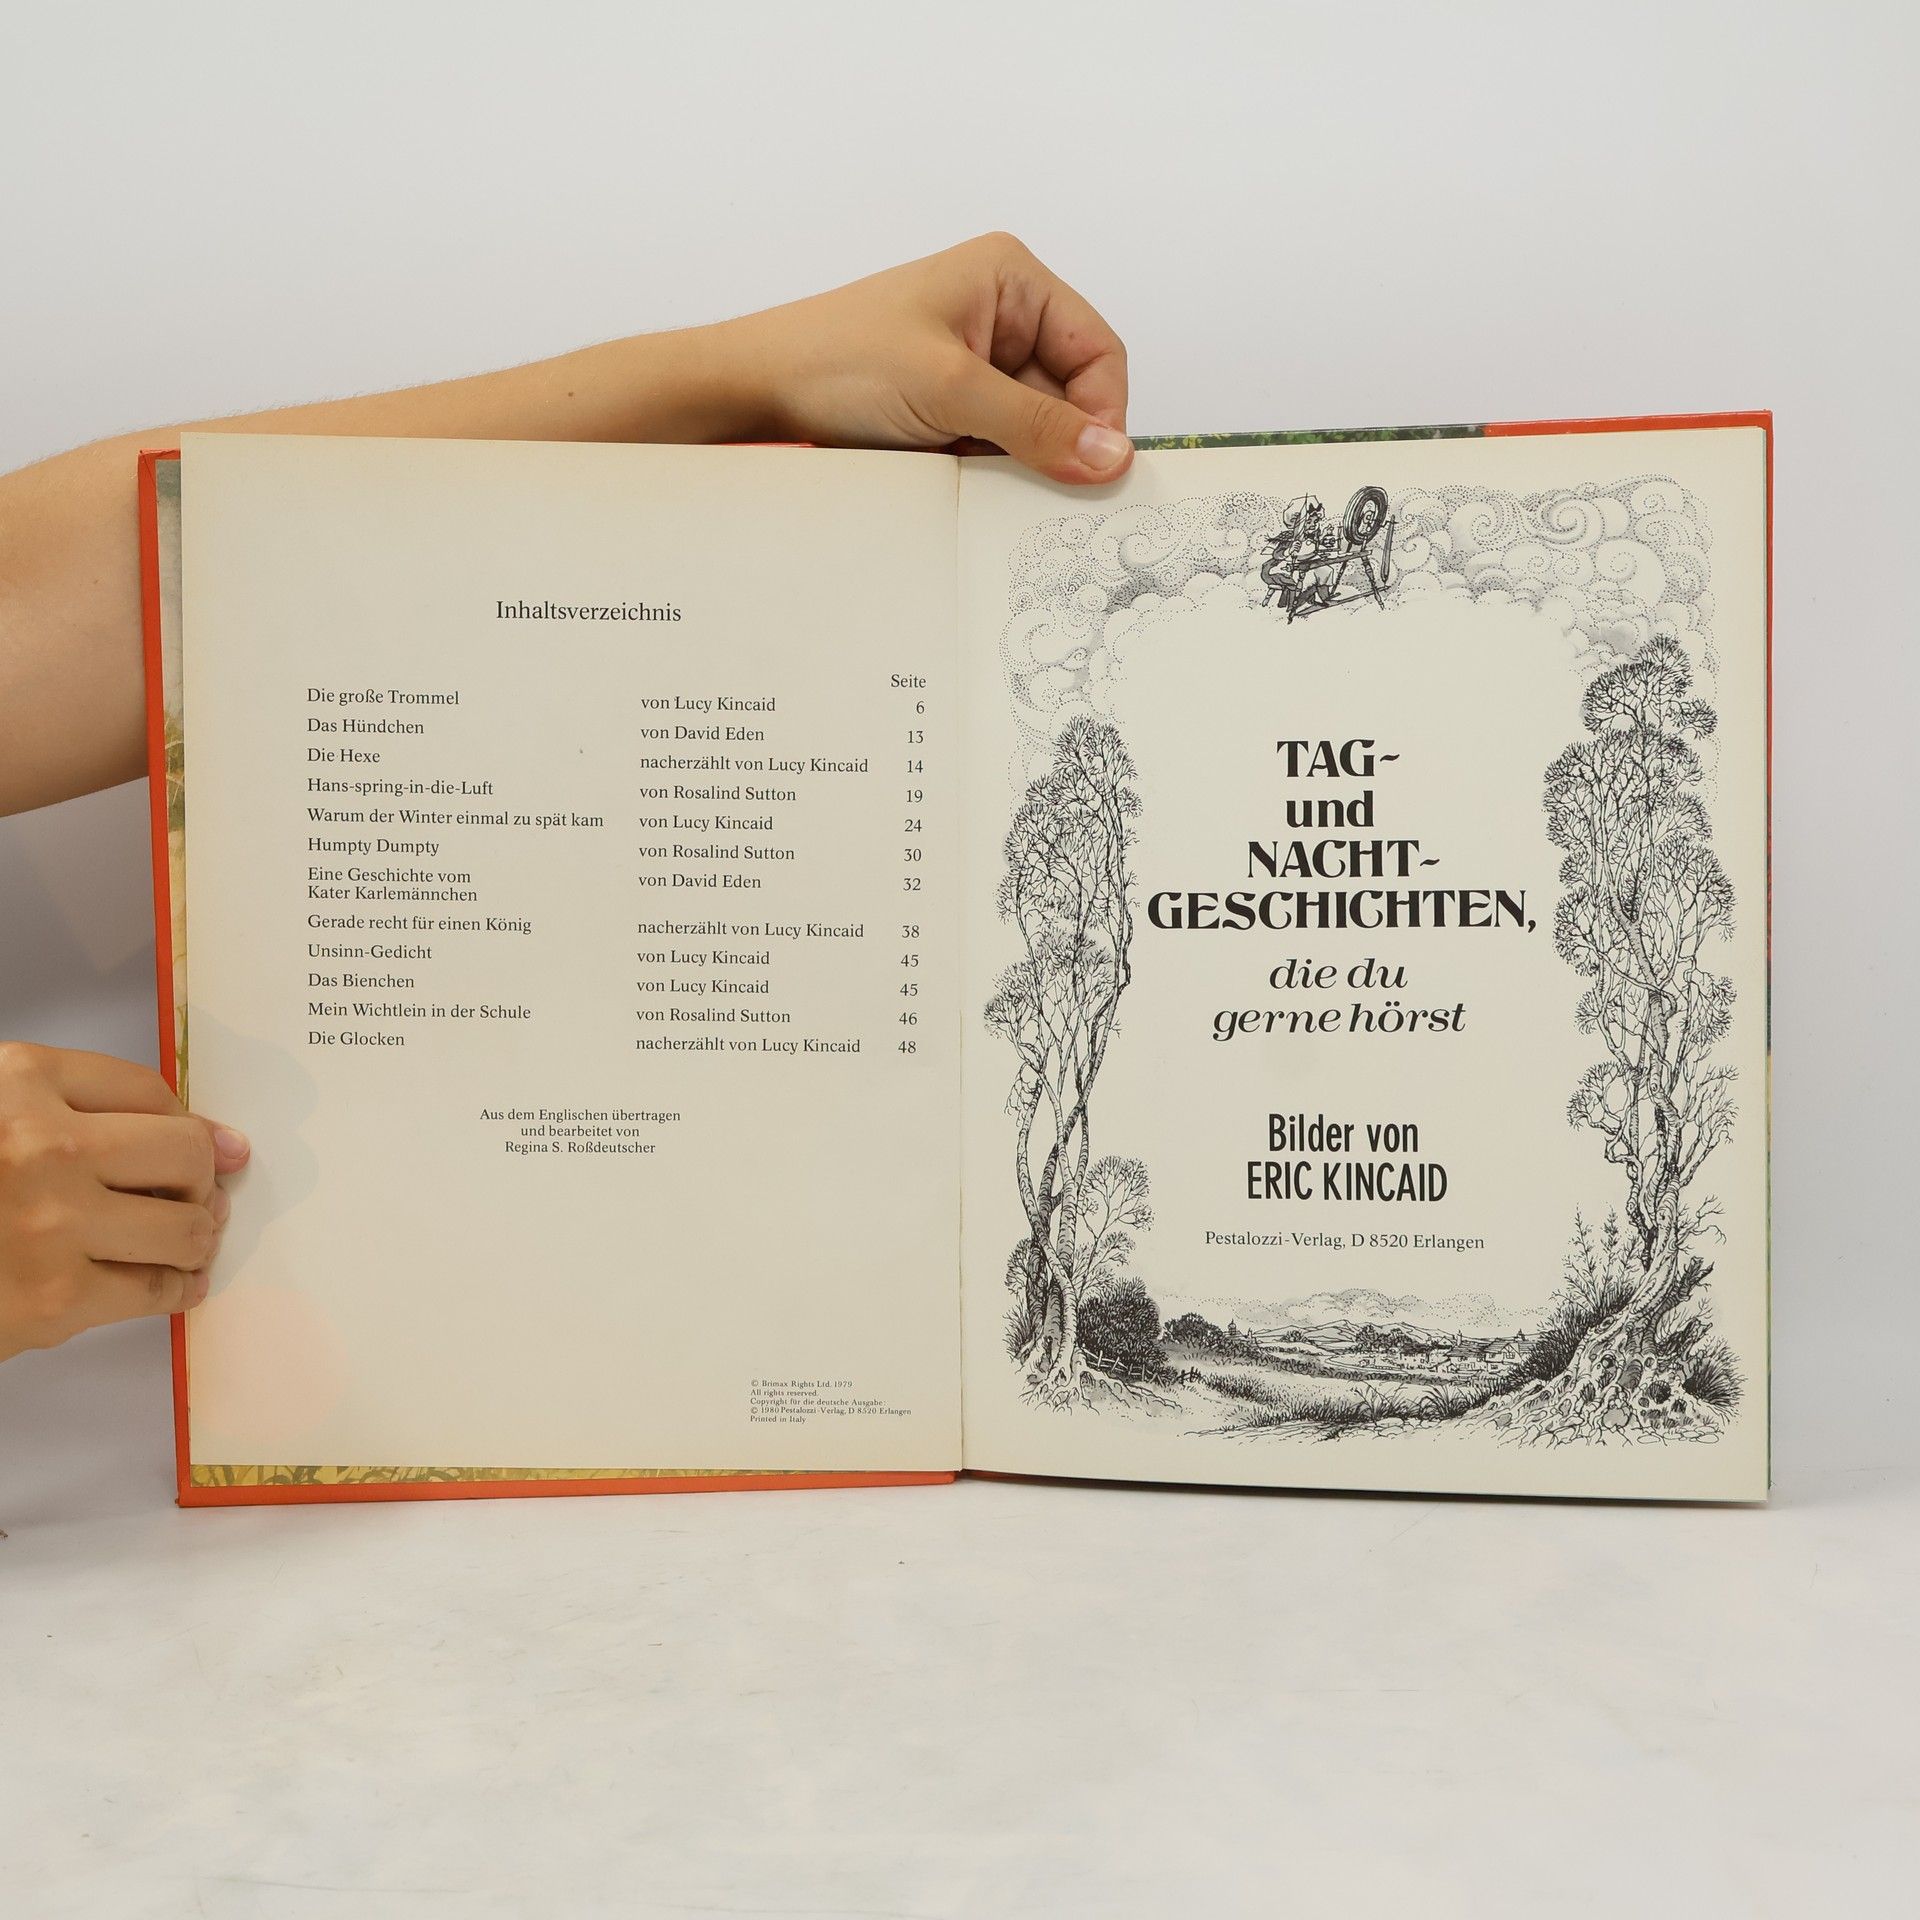 Inhaltsverzeichnis
Seite
Die große Trommel von Lucy Kincaid 6
Das Hündchen von David Eden 13
Die Hexe nacherzählt von Lucy Kincaid 14
Hans-spring-in-die-Luft von Rosalind Sutton 19
Warum der Winter einmal zu spät kam von Lucy Kincaid 24
Humpty Dumpty von Rosalind Sutton 30
Eine Geschichte vom von David Eden 32
Kater Karlemännchen
Gerade recht für einen König nacherzählt von Lucy Kincaid 38
Unsinn-Gedicht von Lucy Kincaid 45
Das Bienchen von Lucy Kincaid 45
Mein Wichtlein in der Schule von Rosalind Sutton 46
Die Glocken nacherzählt von Lucy Kincaid 48
Aus dem Englischen übertragen
und bearbeitet von
Regina S. Roßdeutscher
© Brimax Rights Ltd. 1979
All rights reserved.
Copyright für die deutsche Ausgabe:
© 1980 Pestalozzi-Verlag, D 8520 Erlangen
Printed in Italy
TAG-
und
NACHT-
GESCHICHTEN,
die du
gerne hörst
Bilder von
ERIC KINCAID
Pestalozzi-Verlag, D 8520 Erlangen